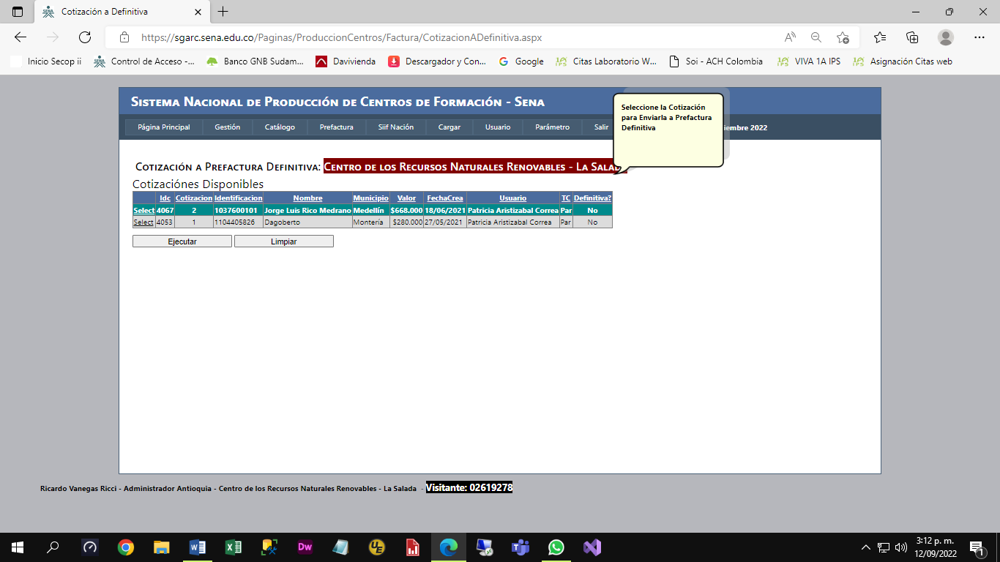 Cotización a Definitiva
https://sgarc.sena.edu.co/Paginas/ProduccionCentros/Factura/CotizacionADefinitiva.aspx
Inicio Secop ii Control de Acceso -... Banco GNB Sudam... Davivienda Descargador y Con... Google Citas Laboratorio W... Soi - ACH Colombia VIVA 1A IPS Asignación Citas web
Sistema Nacional de Producción de Centros de Formación - Sena
Seleccione la Cotización
para Enviarla a Prefactura
Definitiva
Página Principal Gestión Catálogo Prefactura Siif Nación Cargar Usuario Parámetro Salir iembre 2022
Cotización a Prefactura Definitiva: Centro de los Recursos Naturales Renovables - La Salada
Cotizaciónes Disponibles
Idc Cotizacion Identificacion Nombre Municipio Valor FechaCrea Usuario TC Definitiva?
Select 4067 2 1037600101 Jorge Luis Rico Medrano Medellín $668.000 18/06/2021 Patricia Aristizabal Correa Par No
Select 4053 1 1104405826 Dagoberto Montería $280.000 27/05/2021 Patricia Aristizabal Correa Par No
Ejecutar Limpiar
Ricardo Vanegas Ricci - Administrador Antioquia - Centro de los Recursos Naturales Renovables - La Salada - Visitante: 02619278
3:12 p. m.
12/09/2022
1